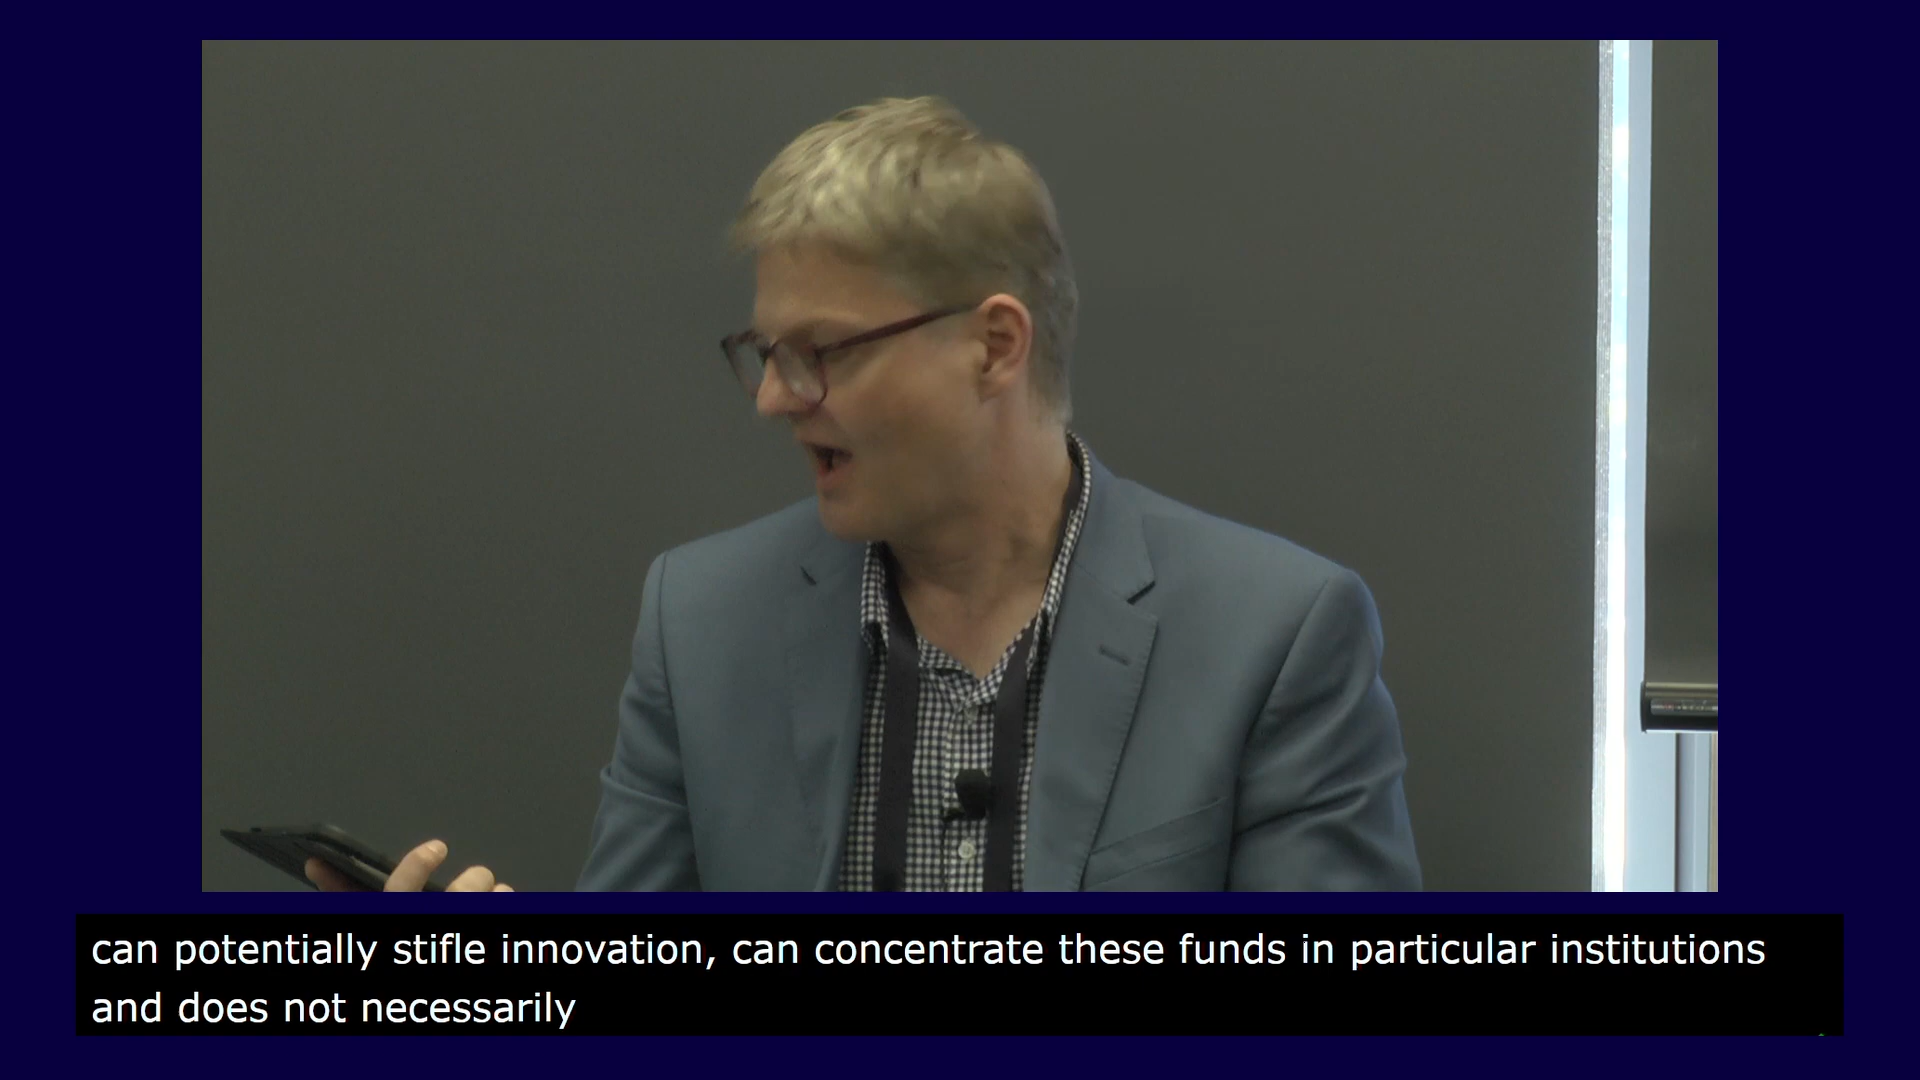 can potentially stifle innovation, can concentrate these funds in particular institutions
and does not necessarily